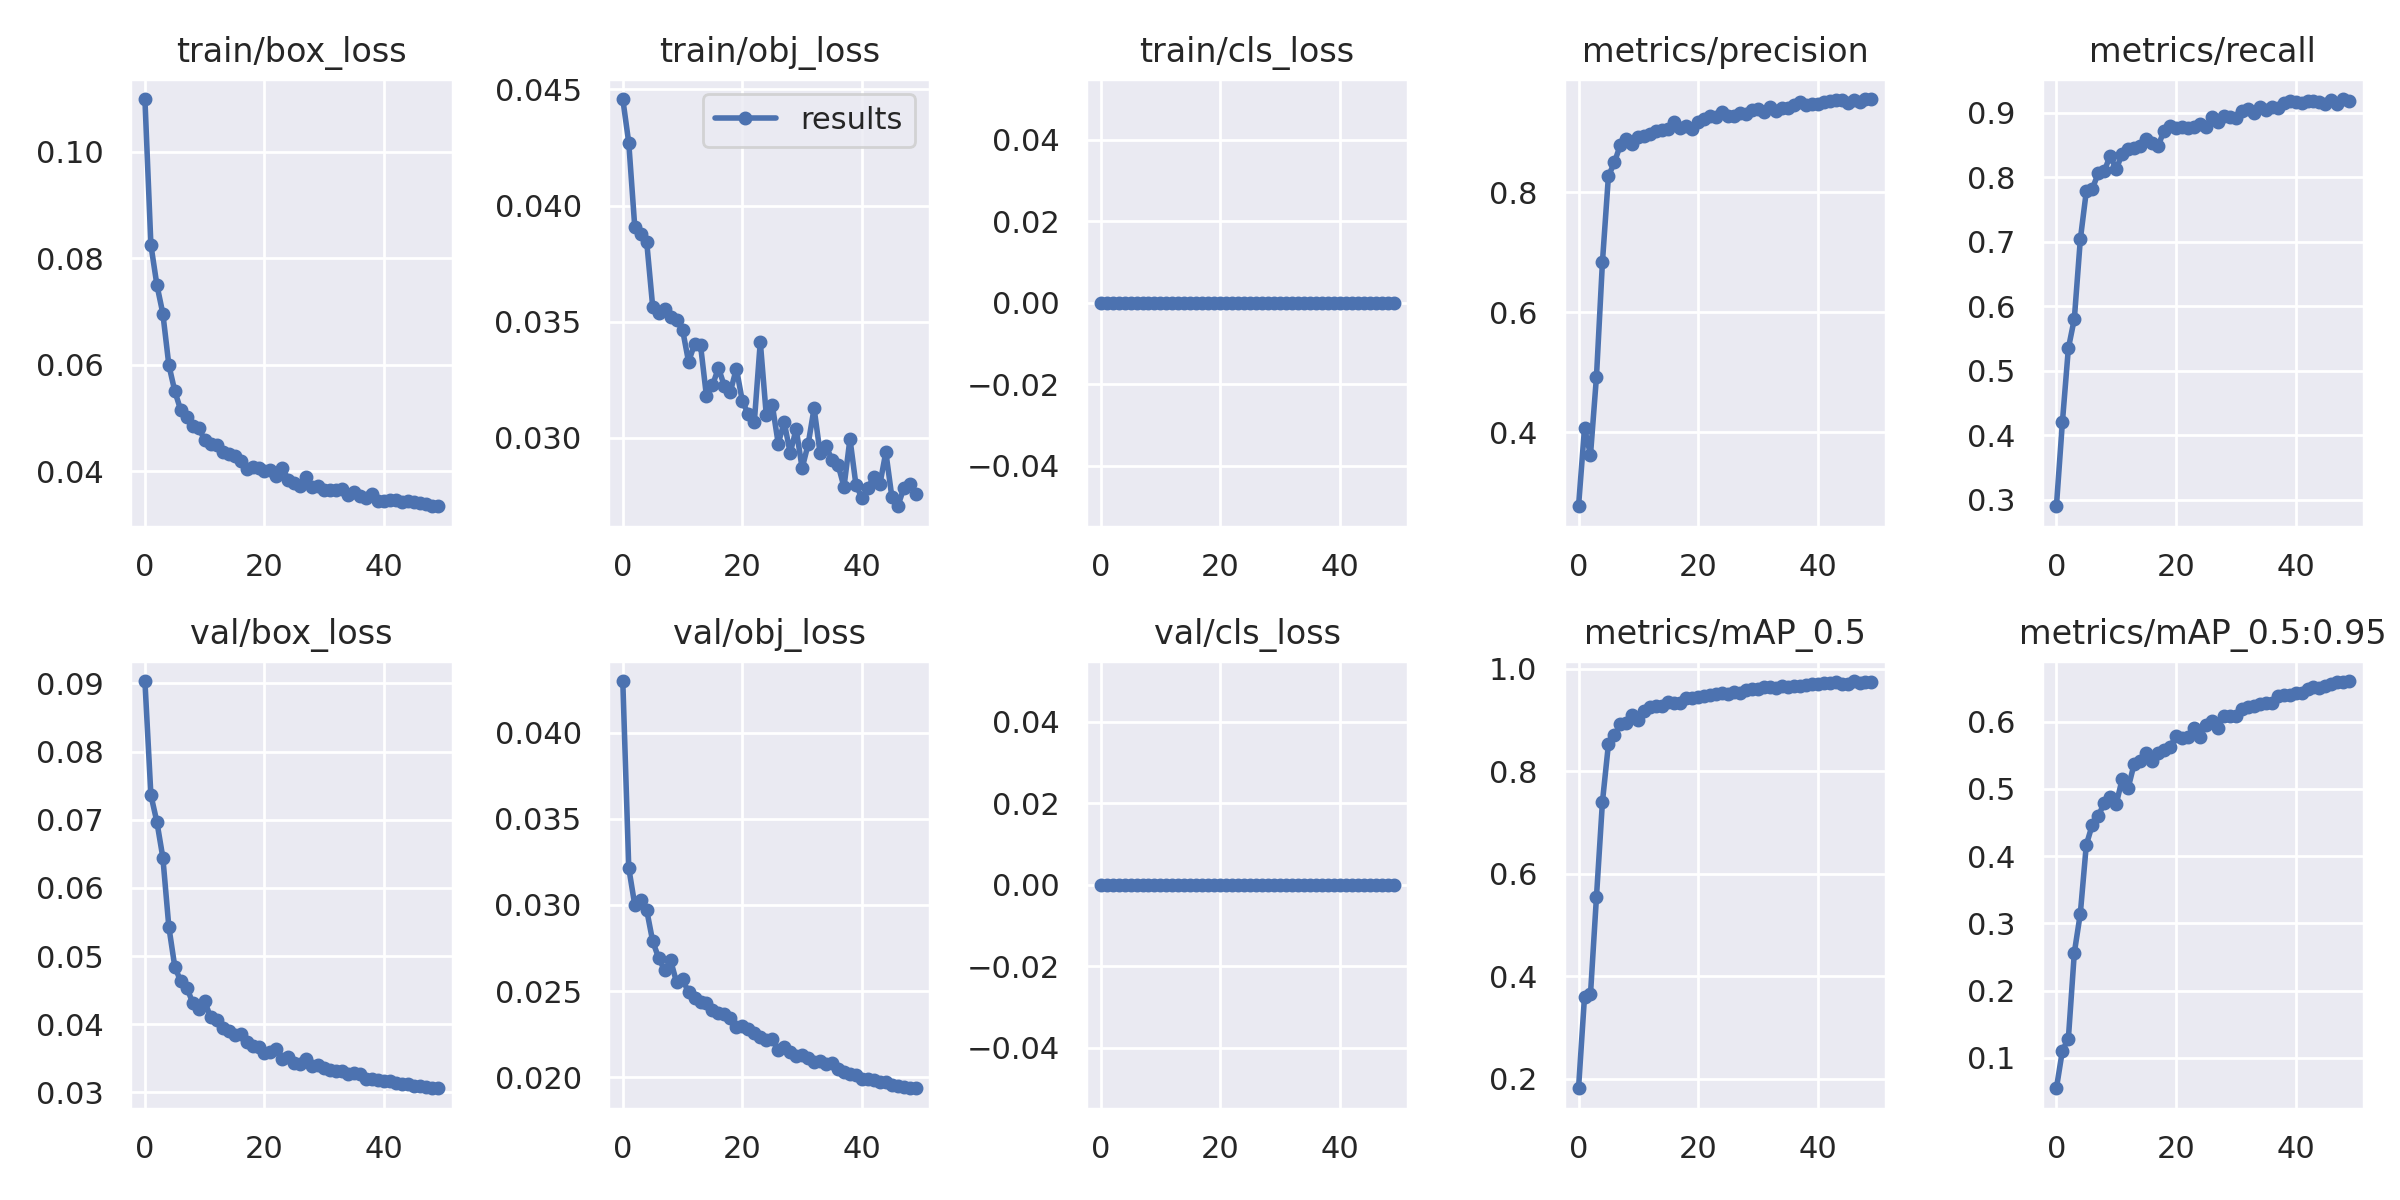 train/box_loss
0.10
0.08
0.06
0.04
0 20 40
train/obj_loss
results
0.045
0.040
0.035
0.030
0 20 40
train/cls_loss
0.04
0.02
0.00
−0.02
−0.04
0 20 40
metrics/precision
0.8
0.6
0.4
0 20 40
metrics/recall
0.9
0.8
0.7
0.6
0.5
0.4
0.3
0 20 40
val/box_loss
0.09
0.08
0.07
0.06
0.05
0.04
0.03
0 20 40
val/obj_loss
0.040
0.035
0.030
0.025
0.020
0 20 40
val/cls_loss
0.04
0.02
0.00
−0.02
−0.04
0 20 40
metrics/mAP_0.5
1.0
0.8
0.6
0.4
0.2
0 20 40
metrics/mAP_0.5:0.95
0.6
0.5
0.4
0.3
0.2
0.1
0 20 40